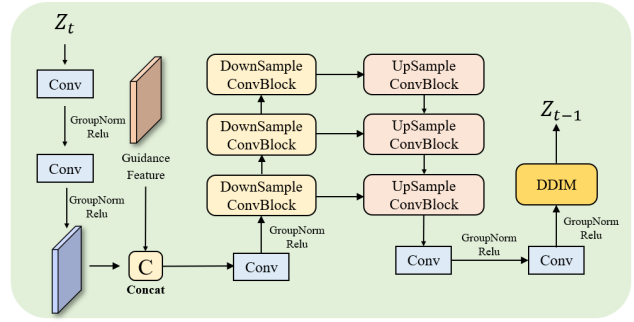 Z_t
Conv
GroupNorm
Relu
Conv
GroupNorm
Relu
Guidance
Feature
C
Concat
Conv
GroupNorm
Relu
DownSample
ConvBlock
DownSample
ConvBlock
DownSample
ConvBlock
UpSample
ConvBlock
UpSample
ConvBlock
UpSample
ConvBlock
Conv
GroupNorm
Relu
Conv
GroupNorm
Relu
DDIM
Z_{t-1}